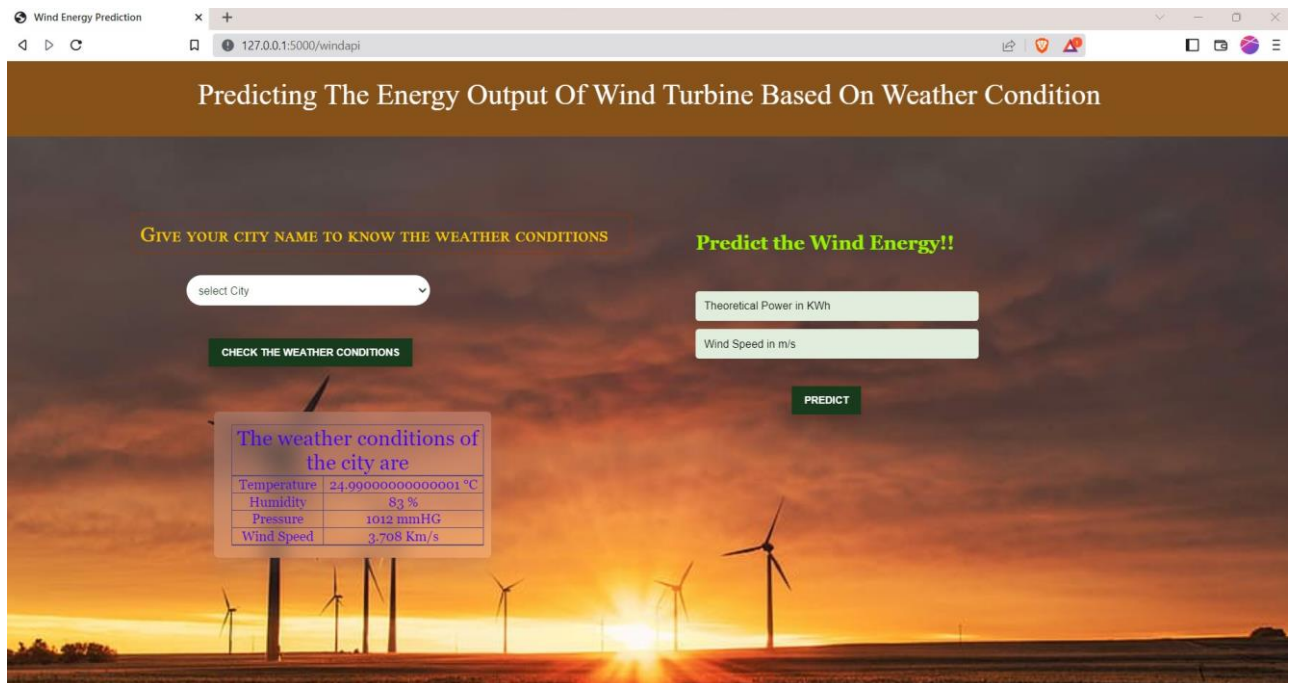 Wind Energy Prediction
127.0.0.1:5000/windapi
Predicting The Energy Output Of Wind Turbine Based On Weather Condition
Give your city name to know the weather conditions
select City
CHECK THE WEATHER CONDITIONS
The weather conditions of
the city are
Temperature 24.99000000000001 °C
Humidity 83 %
Pressure 1012 mmHG
Wind Speed 3.708 Km/s
Predict the Wind Energy!!
Theoretical Power in KWh
Wind Speed in m/s
PREDICT